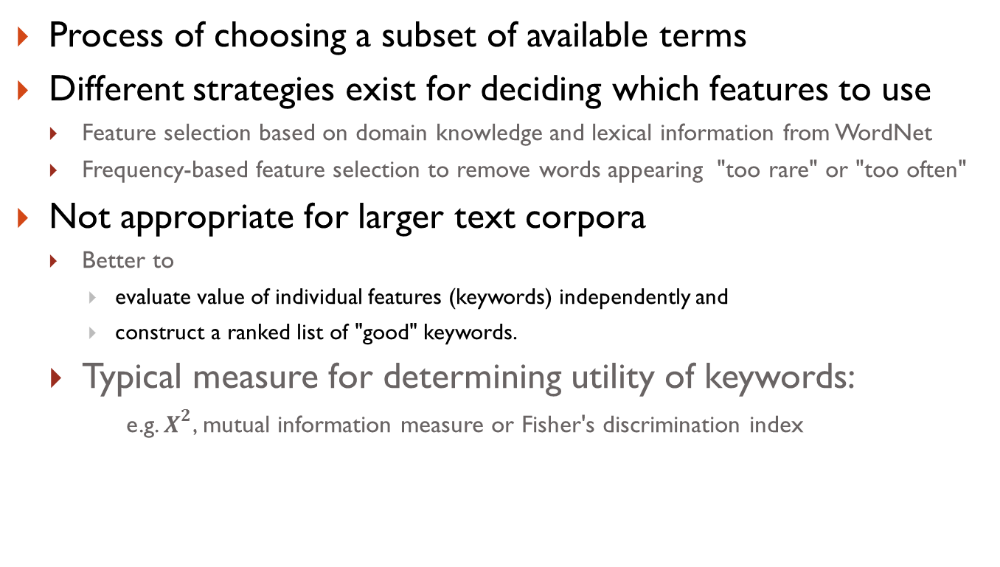 Process of choosing a subset of available terms
Different strategies exist for deciding which features to use
Feature selection based on domain knowledge and lexical information from WordNet
Frequency-based feature selection to remove words appearing "too rare" or "too often"
Not appropriate for larger text corpora
Better to
evaluate value of individual features (keywords) independently and
construct a ranked list of "good" keywords.
Typical measure for determining utility of keywords:
e.g. X², mutual information measure or Fisher's discrimination index